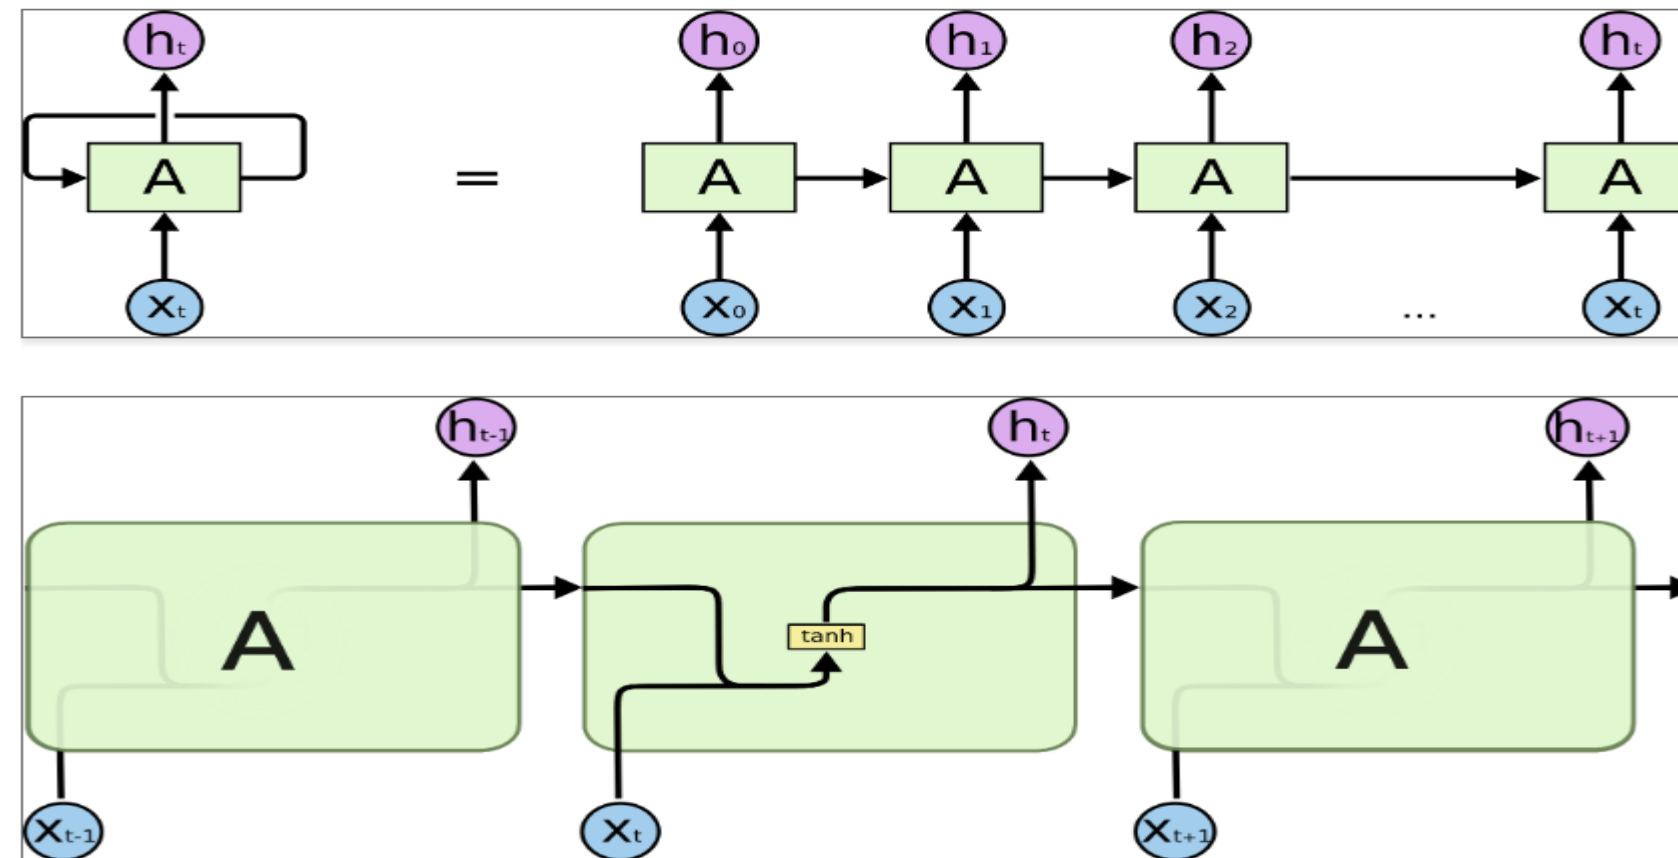 hₜ h₀ h₁ h₂ hₜ
A = A A A A
xₜ x₀ x₁ x₂ ... xₜ
hₜ₋₁ hₜ hₜ₊₁
A tanh A
xₜ₋₁ xₜ xₜ₊₁